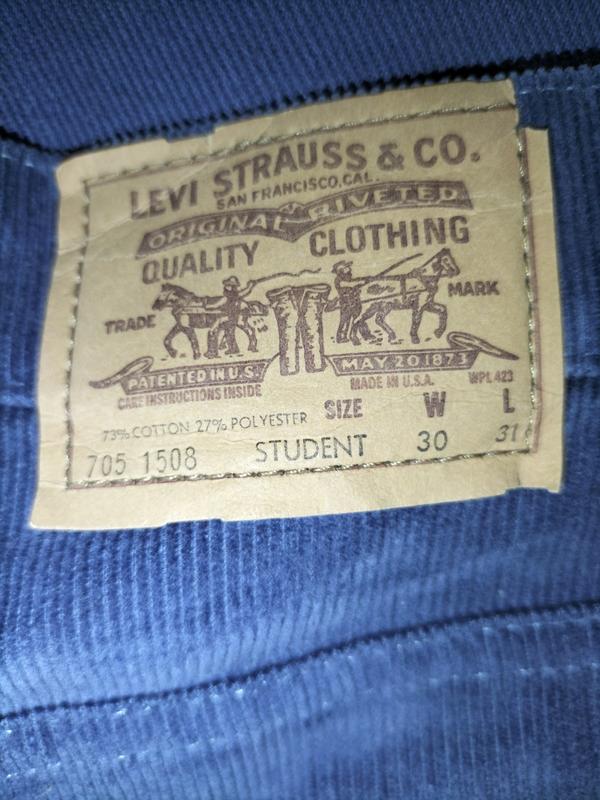 LEVI STRAUSS & CO.
SAN FRANCISCO, CAL.
ORIGINAL RIVETED
QUALITY CLOTHING
TRADE MARK
PATENTED IN U.S. MAY 20 1873
CARE INSTRUCTIONS INSIDE MADE IN U.S.A. WPL 423
73% COTTON 27% POLYESTER SIZE W L
705 1508 STUDENT 30 31